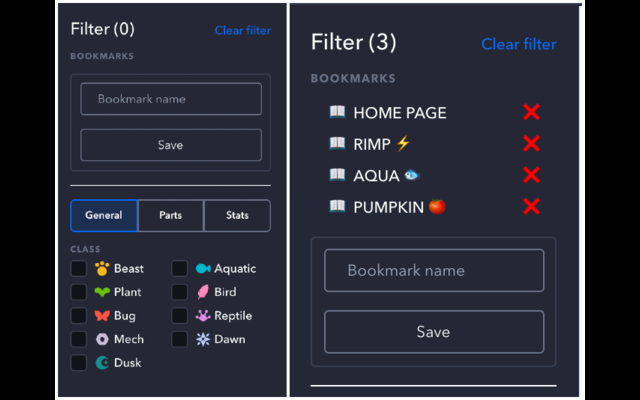 Filter (0) Clear filter
BOOKMARKS
Bookmark name
Save
General Parts Stats
CLASS
Beast Aquatic
Plant Bird
Bug Reptile
Mech Dawn
Dusk
Filter (3) Clear filter
BOOKMARKS
HOME PAGE
RIMP
AQUA
PUMPKIN
Bookmark name
Save